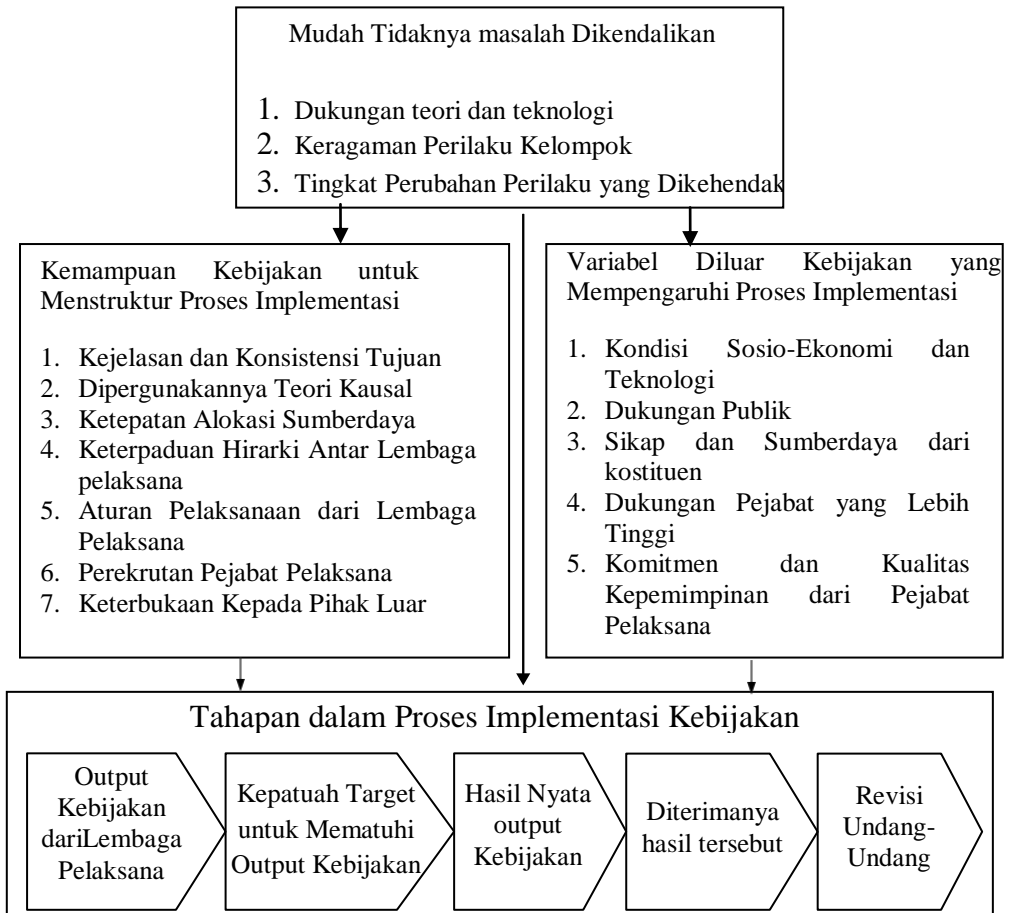 Mudah Tidaknya masalah Dikendalikan
1. Dukungan teori dan teknologi
2. Keragaman Perilaku Kelompok
3. Tingkat Perubahan Perilaku yang Dikehendak
Kemampuan Kebijakan untuk
Menstruktur Proses Implementasi
1. Kejelasan dan Konsistensi Tujuan
2. Dipergunakannya Teori Kausal
3. Ketepatan Alokasi Sumberdaya
4. Keterpaduan Hirarki Antar Lembaga
pelaksana
5. Aturan Pelaksanaan dari Lembaga
Pelaksana
6. Perekrutan Pejabat Pelaksana
7. Keterbukaan Kepada Pihak Luar
Variabel Diluar Kebijakan yang
Mempengaruhi Proses Implementasi
1. Kondisi Sosio-Ekonomi dan
Teknologi
2. Dukungan Publik
3. Sikap dan Sumberdaya dari
kostituen
4. Dukungan Pejabat yang Lebih
Tinggi
5. Komitmen dan Kualitas
Kepemimpinan dari Pejabat
Pelaksana
Tahapan dalam Proses Implementasi Kebijakan
Output
Kebijakan
dariLembaga
Pelaksana
Kepatuah Target
untuk Mematuhi
Output Kebijakan
Hasil Nyata
output
Kebijakan
Diterimanya
hasil tersebut
Revisi
Undang-
Undang